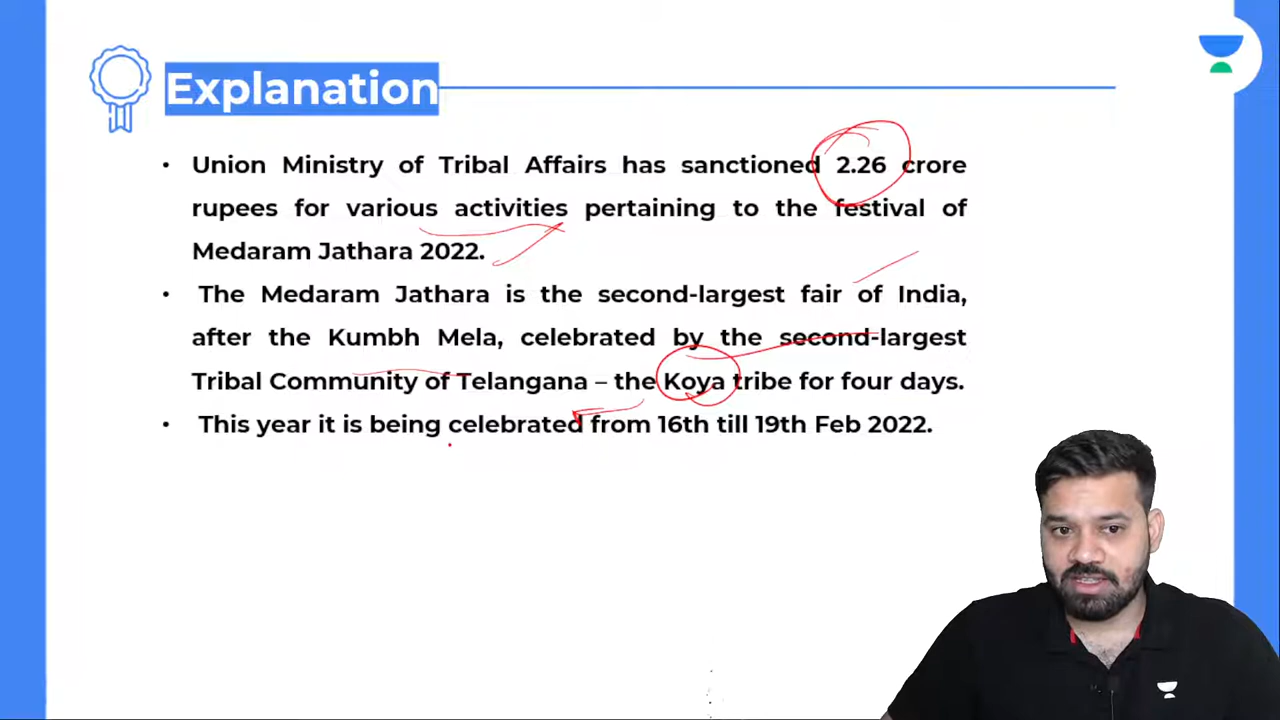 Explanation
• Union Ministry of Tribal Affairs has sanctioned 2.26 crore
rupees for various activities pertaining to the festival of
Medaram Jathara 2022.
• The Medaram Jathara is the second-largest fair of India,
after the Kumbh Mela, celebrated by the second-largest
Tribal Community of Telangana – the Koya tribe for four days.
• This year it is being celebrated from 16th till 19th Feb 2022.